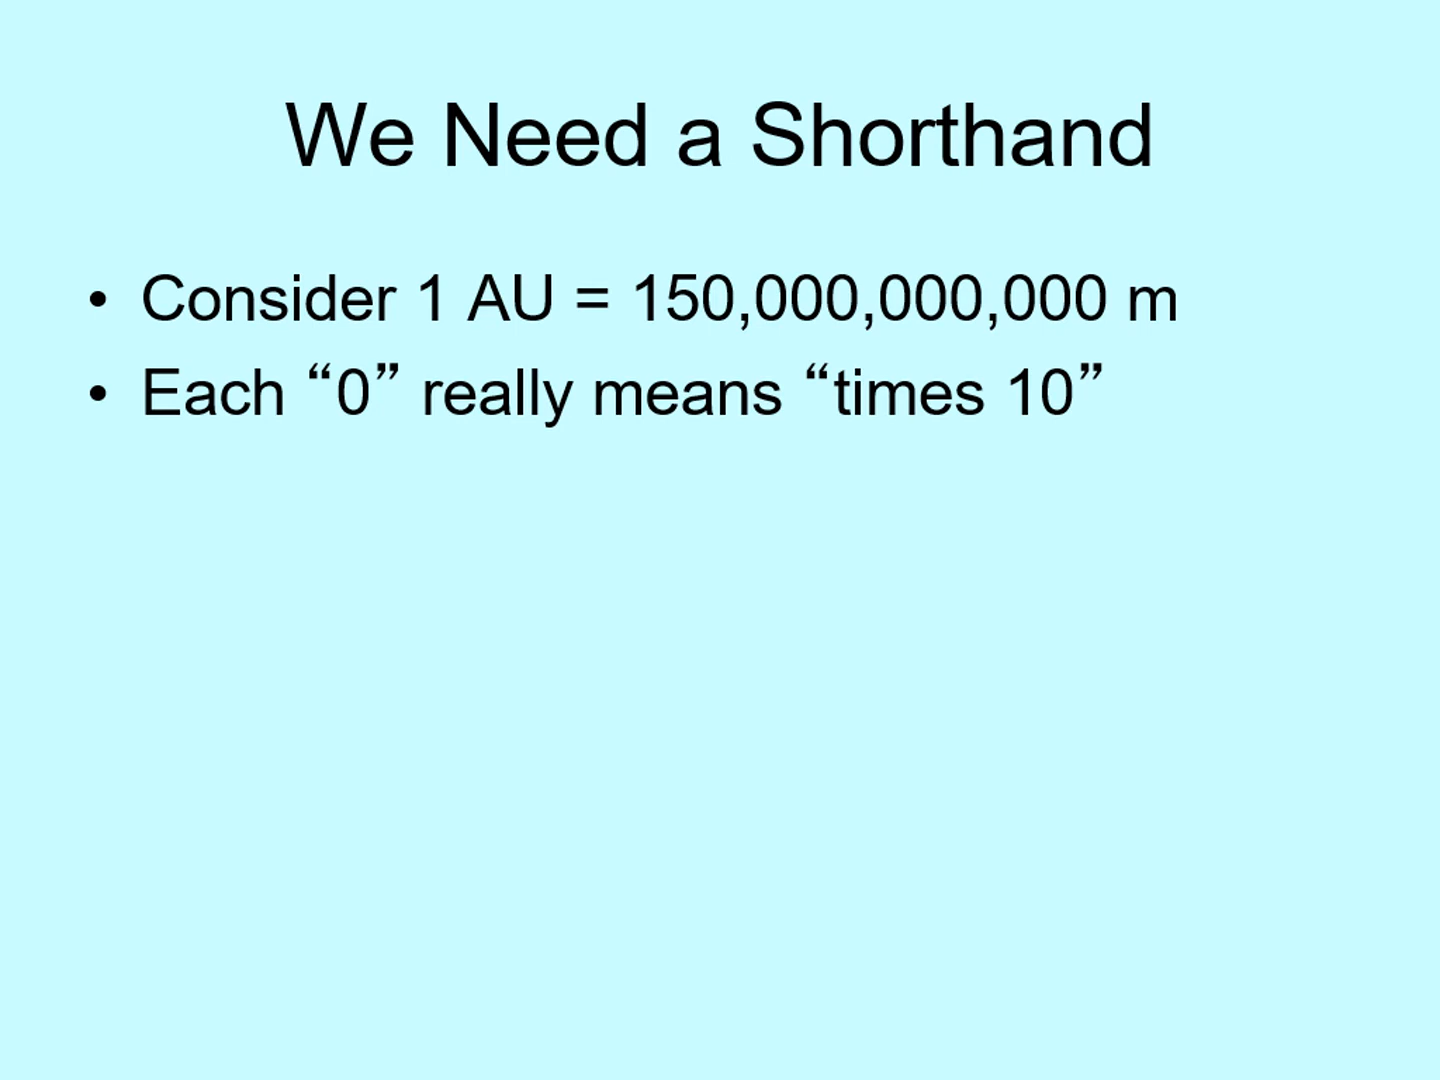 We Need a Shorthand
• Consider 1 AU = 150,000,000,000 m
• Each “0” really means “times 10”